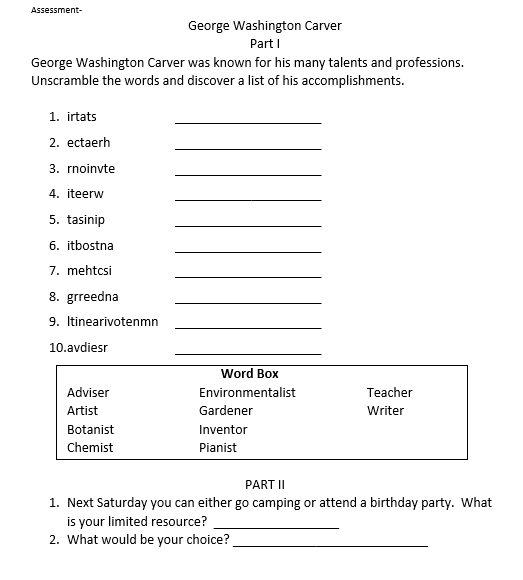 Assessment-
George Washington Carver
Part I
George Washington Carver was known for his many talents and professions.
Unscramble the words and discover a list of his accomplishments.
1. irtats
2. ectaerh
3. rnoinvte
4. iteerw
5. tasinip
6. itbostna
7. mehtcsi
8. grreedna
9. ltinearivotenmn
10.avdiesr
Word Box
Adviser Environmentalist Teacher
Artist Gardener Writer
Botanist Inventor
Chemist Pianist
PART II
1. Next Saturday you can either go camping or attend a birthday party. What
is your limited resource? ____________________
2. What would be your choice? ______________________________